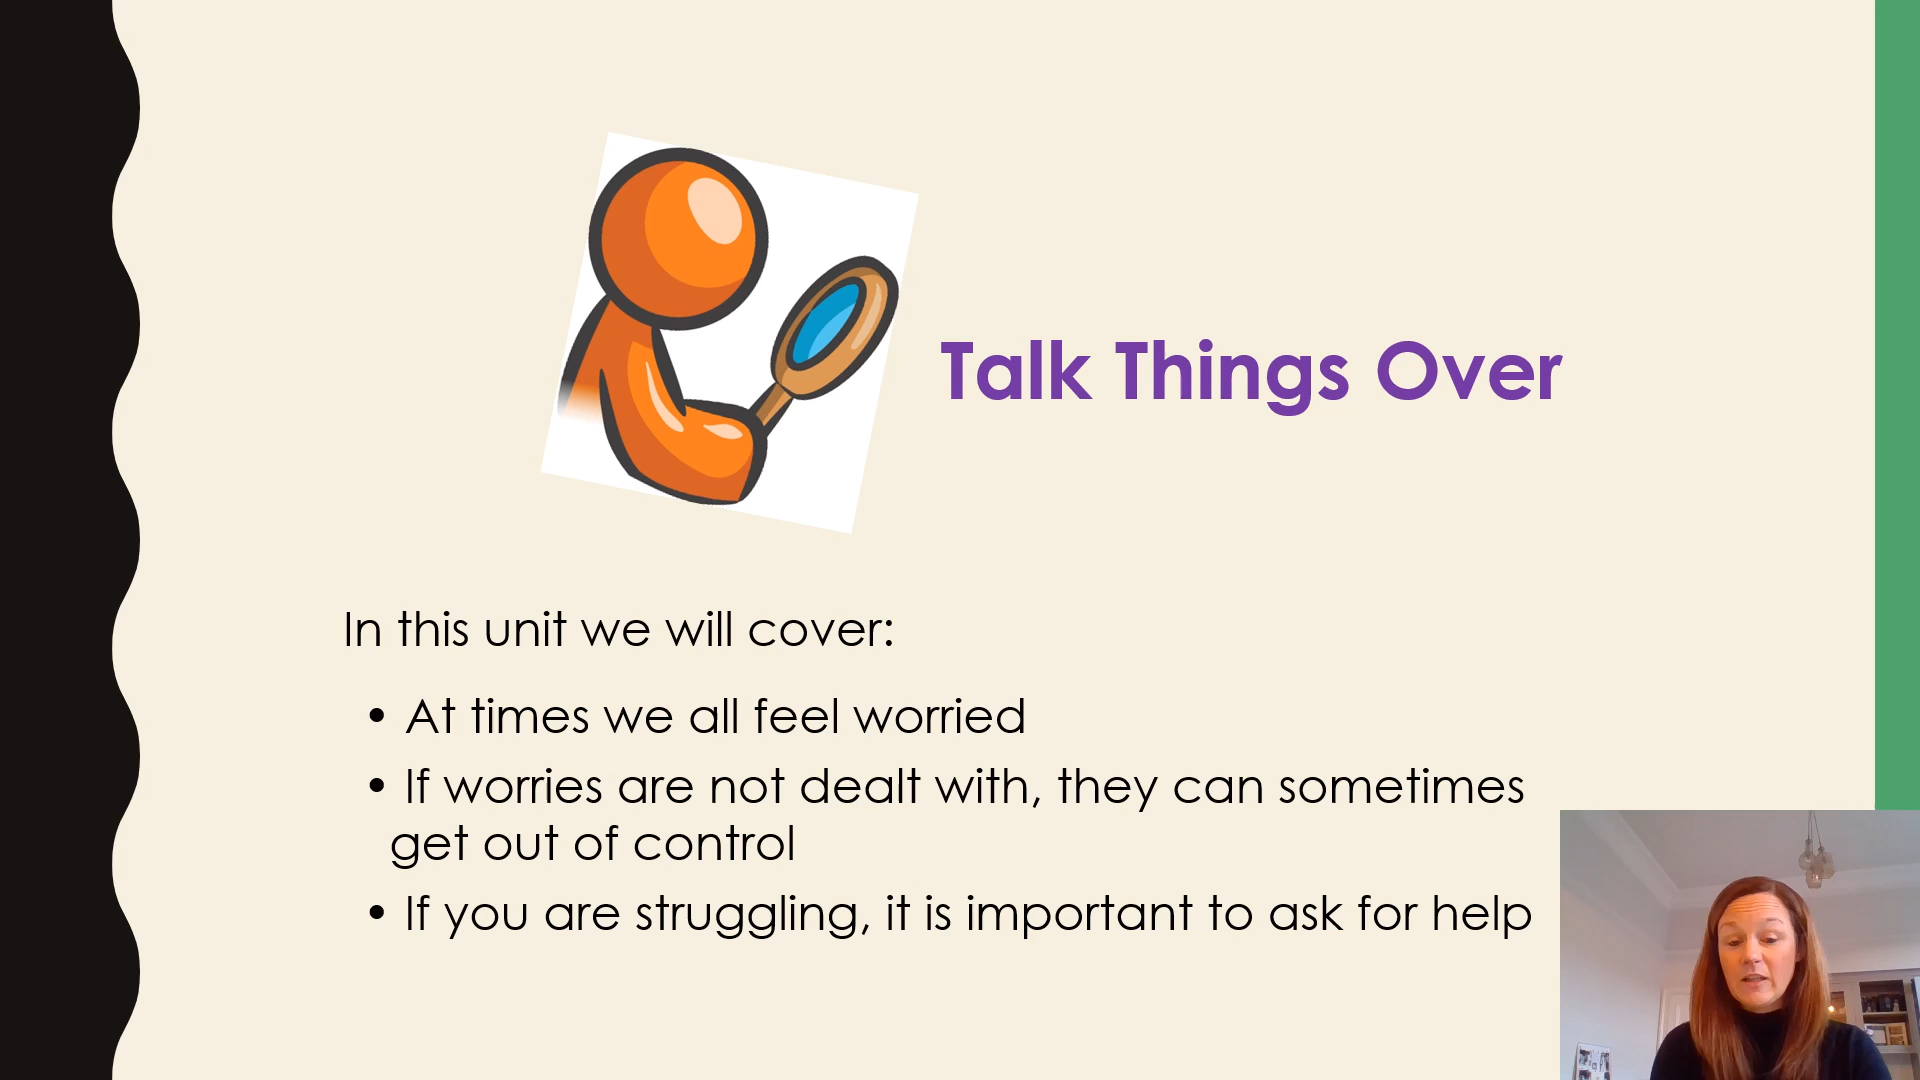 Talk Things Over
In this unit we will cover:
• At times we all feel worried
• If worries are not dealt with, they can sometimes
get out of control
• If you are struggling, it is important to ask for help